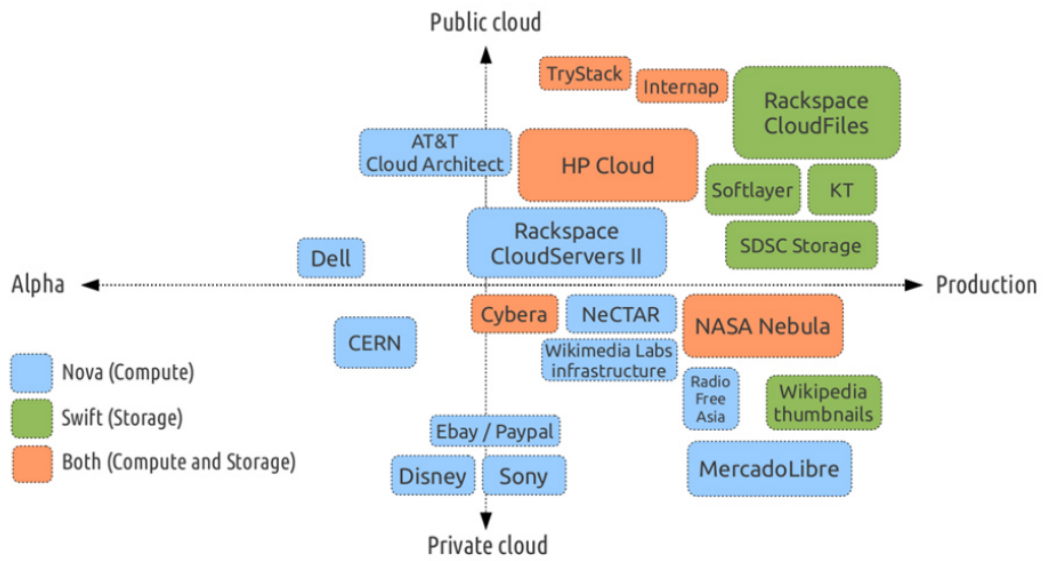 Public cloud
TryStack
Internap
Rackspace
CloudFiles
AT&T
Cloud Architect
HP Cloud
Softlayer
KT
Rackspace
CloudServers II
SDSC Storage
Dell
Alpha
Production
Cybera
NeCTAR
NASA Nebula
CERN
Wikimedia Labs
infrastructure
Nova (Compute)
Radio
Free
Asia
Wikipedia
thumbnails
Swift (Storage)
Ebay / Paypal
Both (Compute and Storage)
Disney
Sony
MercadoLibre
Private cloud